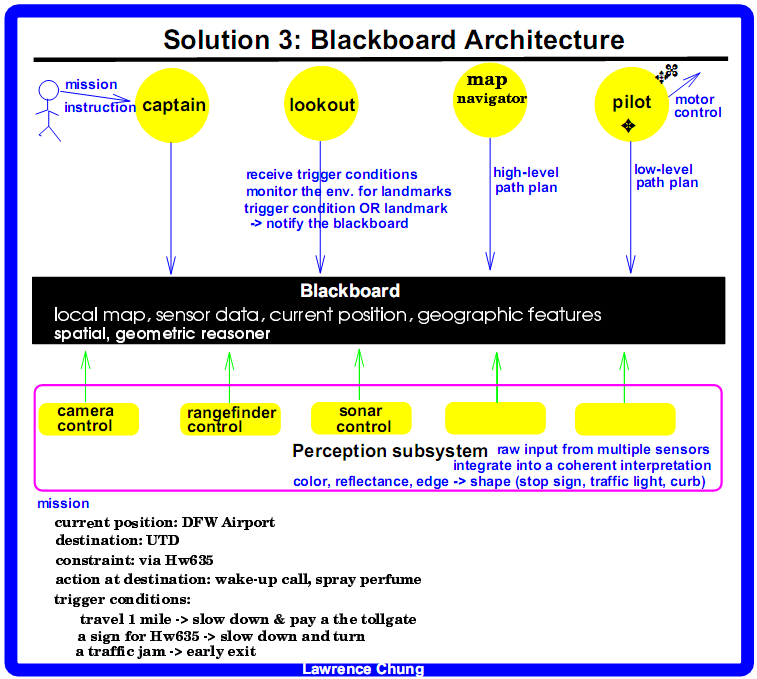 Solution 3: Blackboard Architecture
mission
instruction
captain
lookout
map
navigator
pilot
motor
control
receive trigger conditions
monitor the env. for landmarks
trigger condition OR landmark
-> notify the blackboard
high-level
path plan
low-level
path plan
Blackboard
local map, sensor data, current position, geographic features
spatial, geometric reasoner
camera
control
rangefinder
control
sonar
control
Perception subsystem
raw input from multiple sensors
integrate into a coherent interpretation
color, reflectance, edge -> shape (stop sign, traffic light, curb)
mission
current position: DFW Airport
destination: UTD
constraint: via Hw635
action at destination: wake-up call, spray perfume
trigger conditions:
travel 1 mile -> slow down & pay a the tollgate
a sign for Hw635 -> slow down and turn
a traffic jam -> early exit
Lawrence Chung